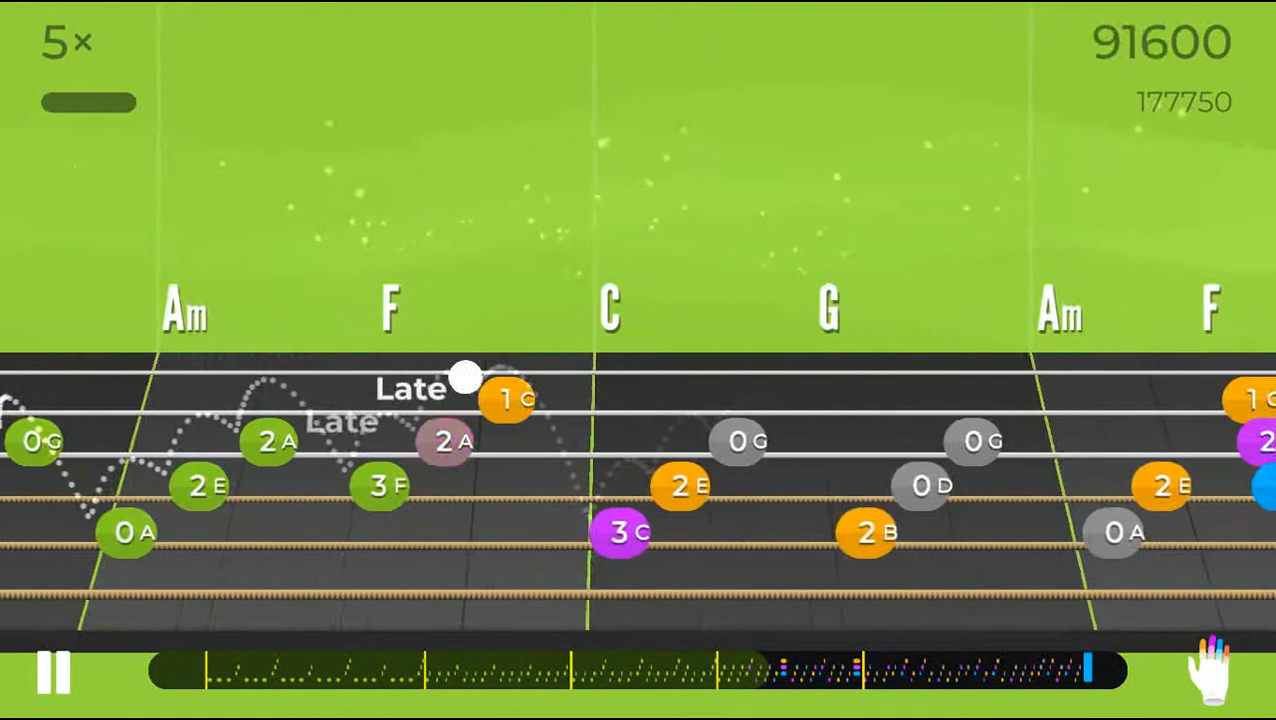 5×
91600
177750
Am F C G Am F
Late
Late
1 C
1 C
0 G 2 A 2 A 0 G 0 G 2
2 E 3 F 2 E 0 D 2 E
0 A 3 C 2 B 0 A